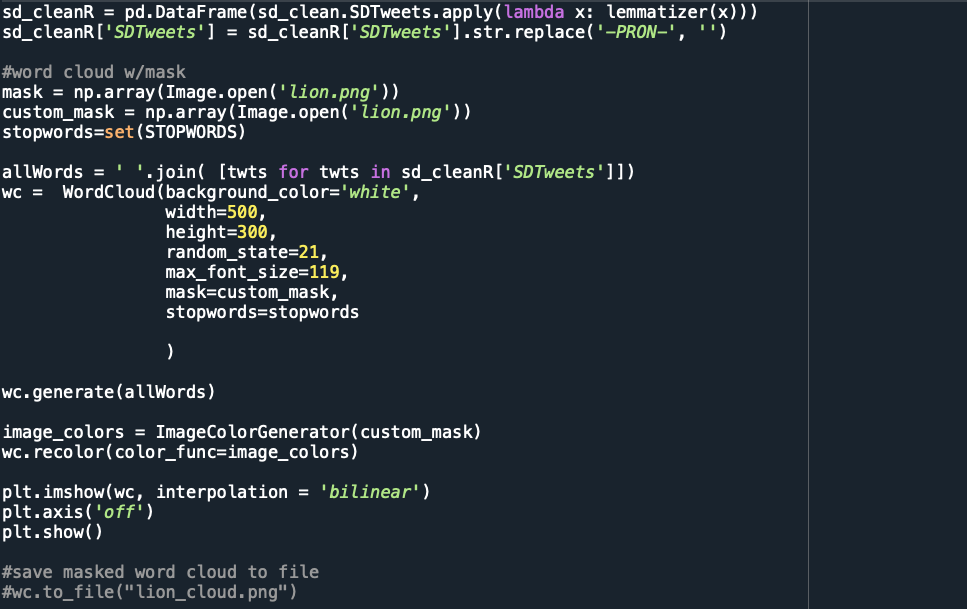 sd_cleanR = pd.DataFrame(sd_clean.SDTweets.apply(lambda x: lemmatizer(x)))
sd_cleanR['SDTweets'] = sd_cleanR['SDTweets'].str.replace('-PRON-', '')
#word cloud w/mask
mask = np.array(Image.open('lion.png'))
custom_mask = np.array(Image.open('lion.png'))
stopwords=set(STOPWORDS)
allWords = ' '.join( [twts for twts in sd_cleanR['SDTweets']])
wc =  WordCloud(background_color='white',
                width=500,
                height=300,
                random_state=21,
                max_font_size=119,
                mask=custom_mask,
                stopwords=stopwords
                )
wc.generate(allWords)
image_colors = ImageColorGenerator(custom_mask)
wc.recolor(color_func=image_colors)
plt.imshow(wc, interpolation = 'bilinear')
plt.axis('off')
plt.show()
#save masked word cloud to file
#wc.to_file("lion_cloud.png")